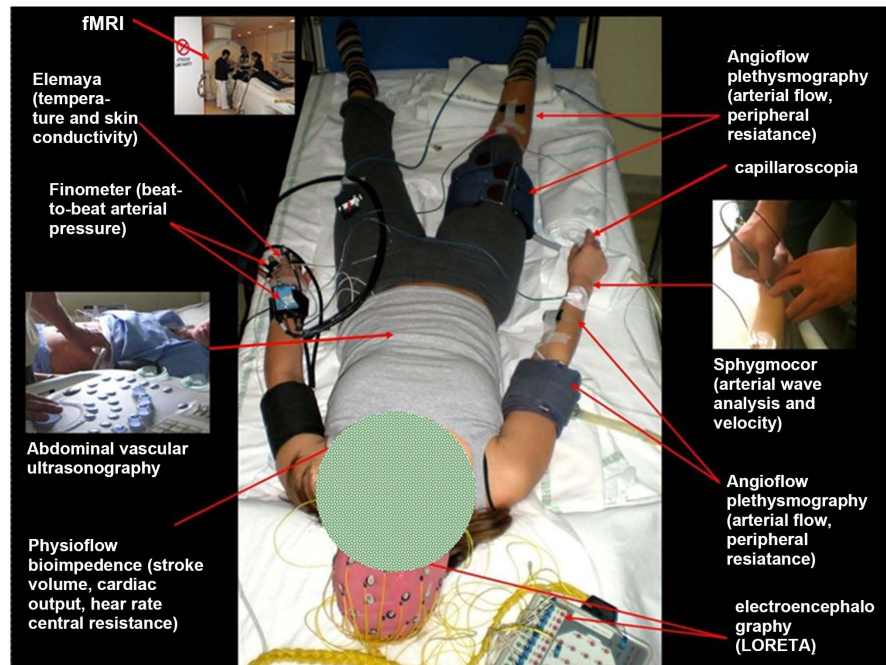 fMRI
Elemaya
(tempera-
ture and skin
conductivity)
Finometer (beat-
to-beat arterial
pressure)
Abdominal vascular
ultrasonography
Physioflow
bioimpedence (stroke
volume, cardiac
output, hear rate
central resistance)
Angioflow
plethysmography
(arterial flow,
peripheral
resiatance)
capillaroscopia
Sphygmocor
(arterial wave
analysis and
velocity)
Angioflow
plethysmography
(arterial flow,
peripheral
resiatance)
electroencephalo
graphy
(LORETA)